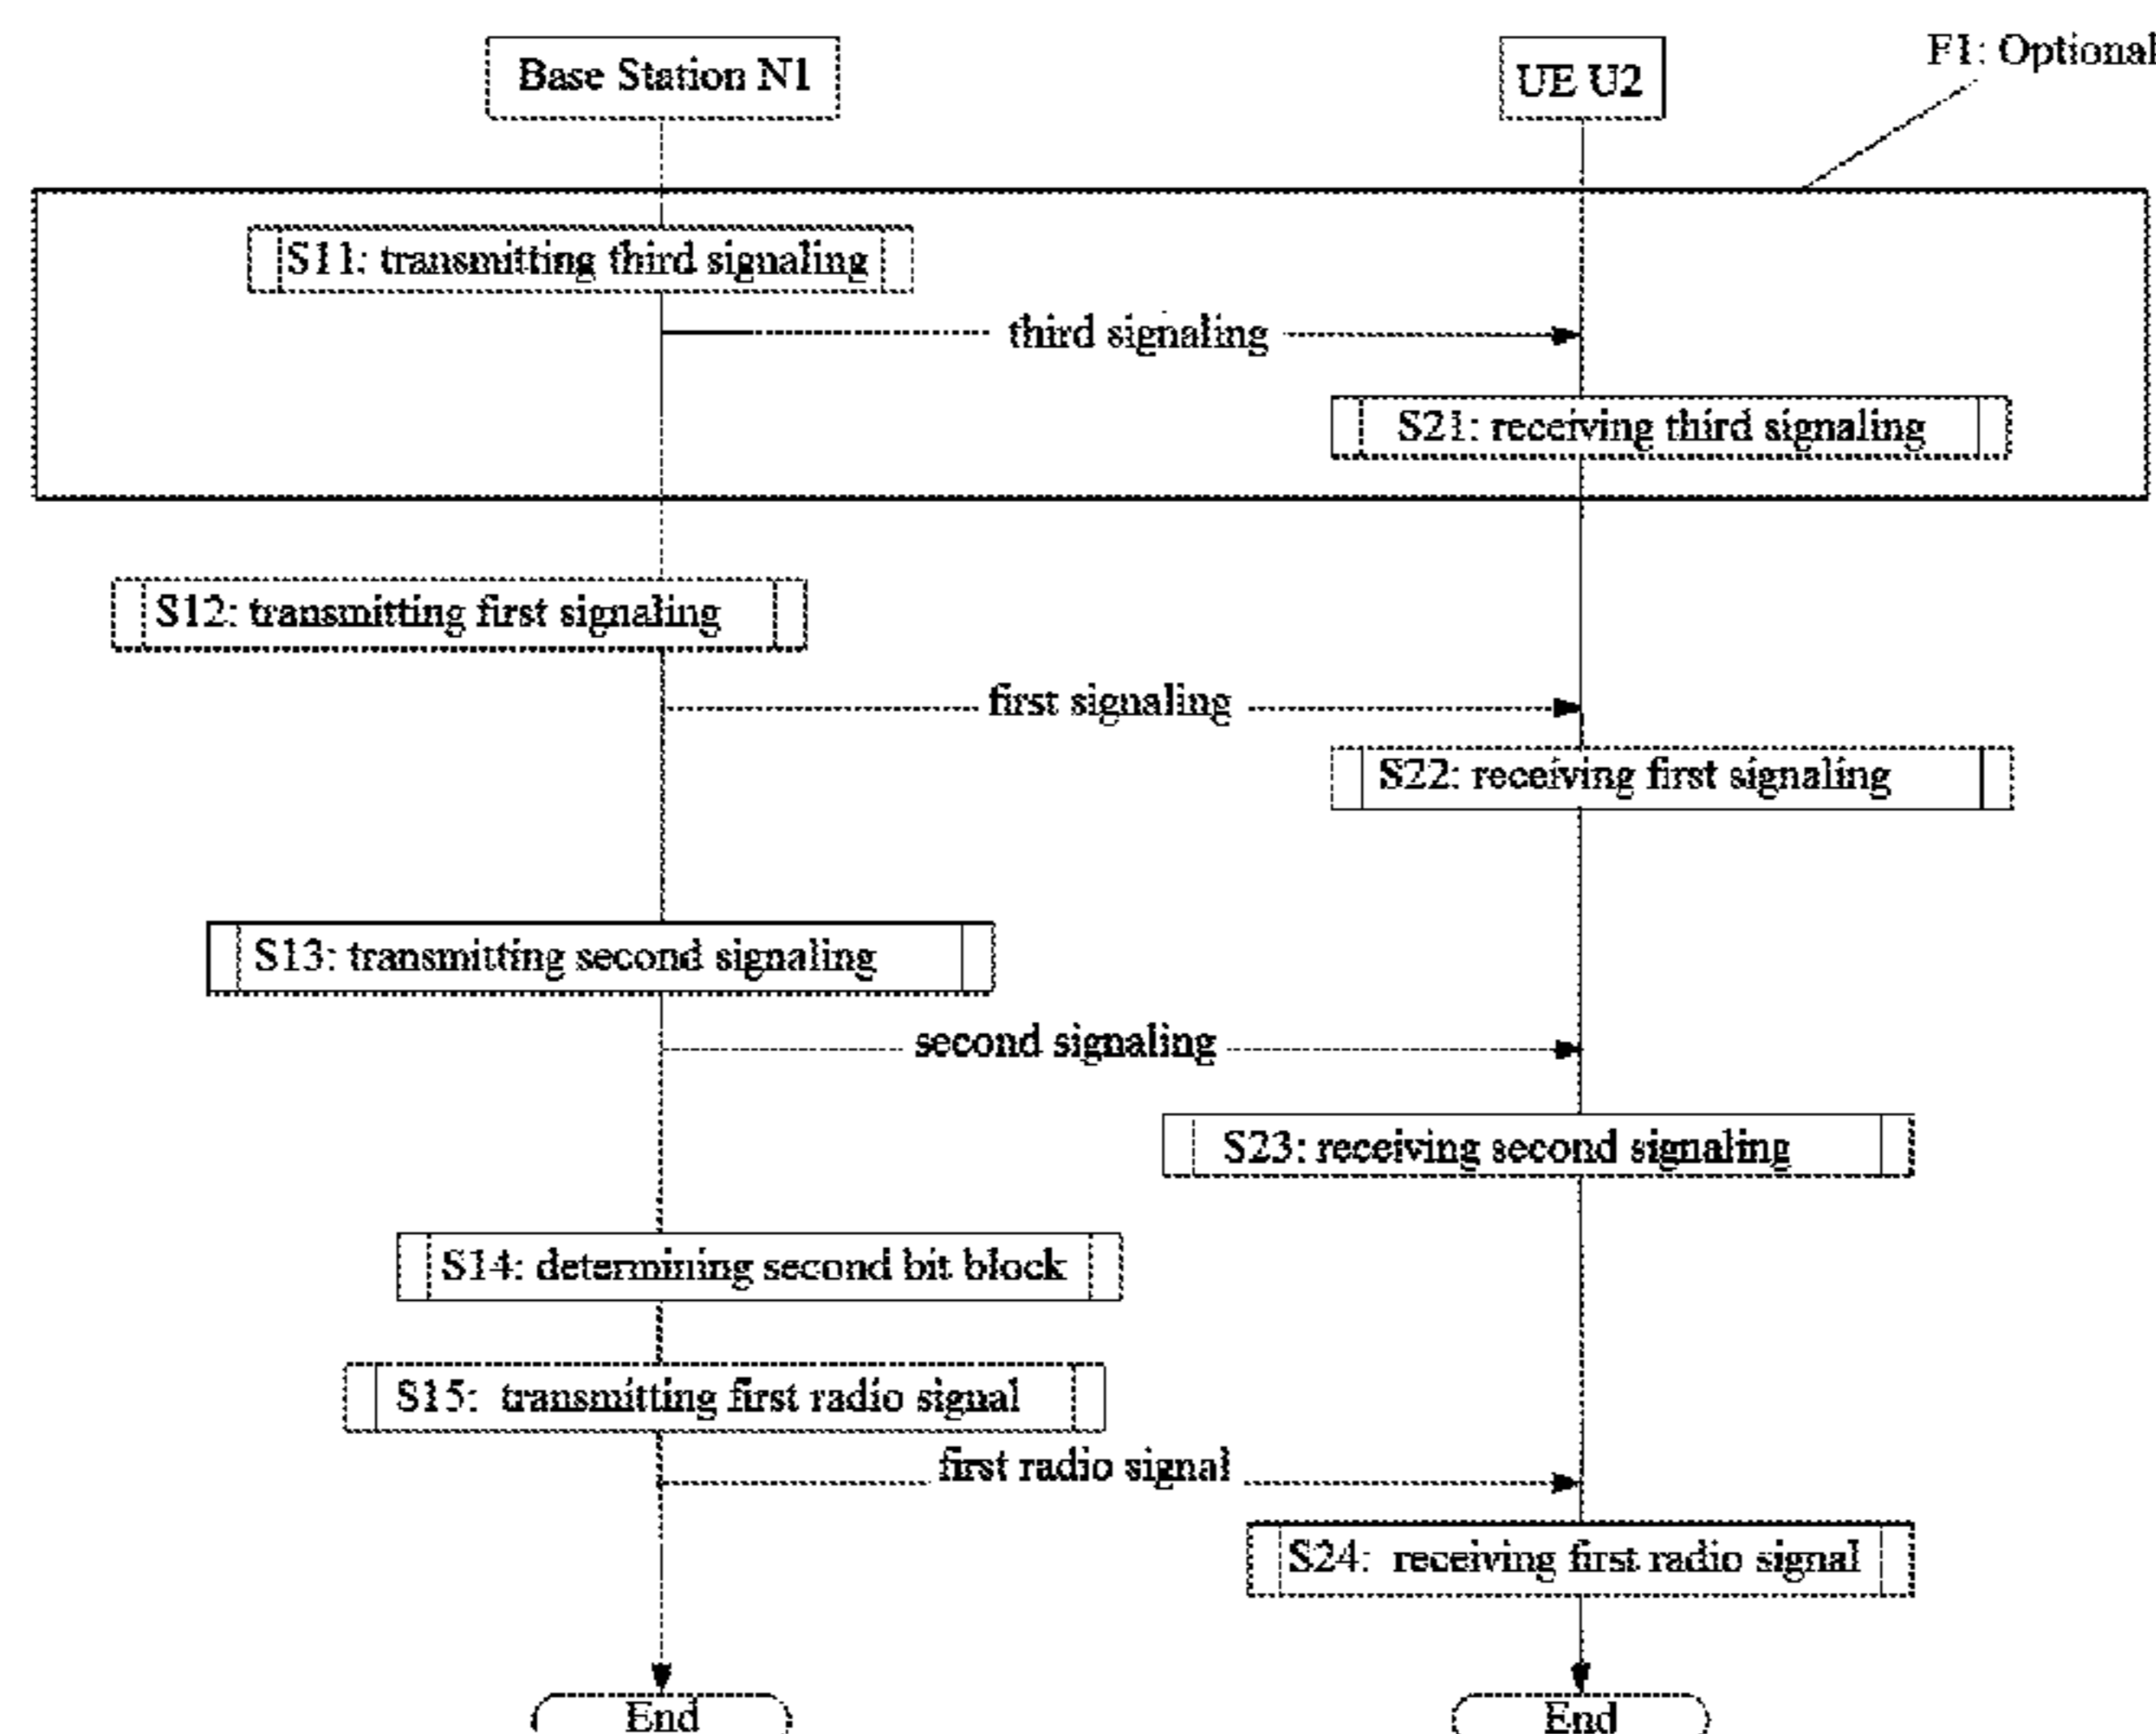 Base Station N1
UE U2
F1: Optional
S11: transmitting third signaling
third signaling
S21: receiving third signaling
S12: transmitting first signaling
first signaling
S22: receiving first signaling
S13: transmitting second signaling
second signaling
S23: receiving second signaling
S14: determining second bit block
S15: transmitting first radio signal
first radio signal
S24: receiving first radio signal
End
End